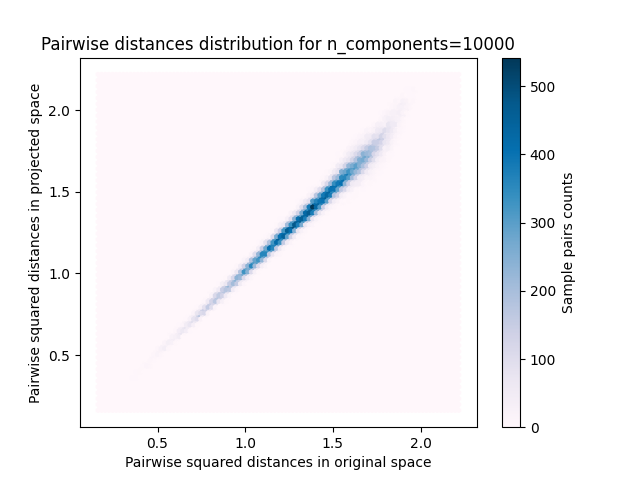 Pairwise distances distribution for n_components=10000
Pairwise squared distances in projected space
2.0
1.5
1.0
0.5
0.5 1.0 1.5 2.0
Pairwise squared distances in original space
500
400
300
200
100
0
Sample pairs counts